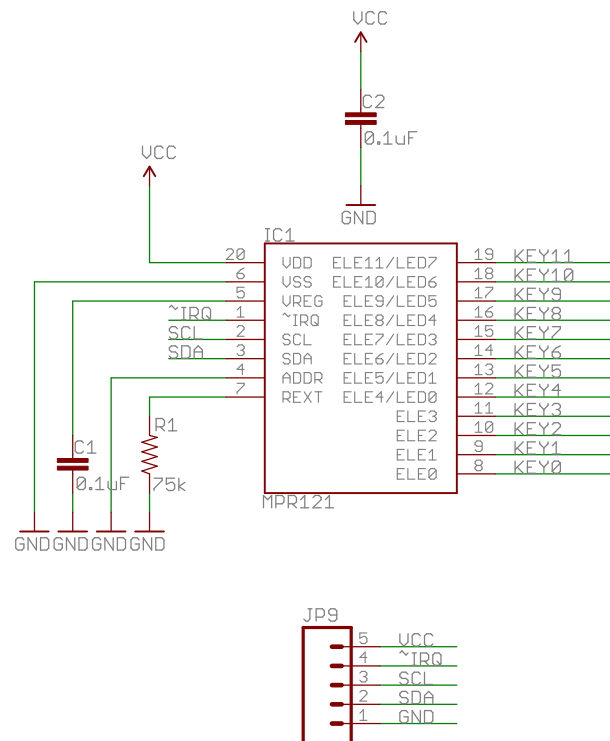 VCC
C2
0.1uF
GND
VCC
IC1
20 VDD ELE11/LED7 19 KEY11
6 VSS ELE10/LED6 18 KEY10
5 VREG ELE9/LED5 17 KEY9
~IRQ 1 ~IRQ ELE8/LED4 16 KEY8
SCL 2 SCL ELE7/LED3 15 KEY7
SDA 3 SDA ELE6/LED2 14 KEY6
4 ADDR ELE5/LED1 13 KEY5
7 REXT ELE4/LED0 12 KEY4
ELE3 11 KEY3
R1
ELE2 10 KEY2
C1
ELE1 9 KEY1
ELE0 8 KEY0
0.1uF 75k
MPR121
GND GND GND GND
JP9
5 VCC
4 ~IRQ
3 SCL
2 SDA
1 GND